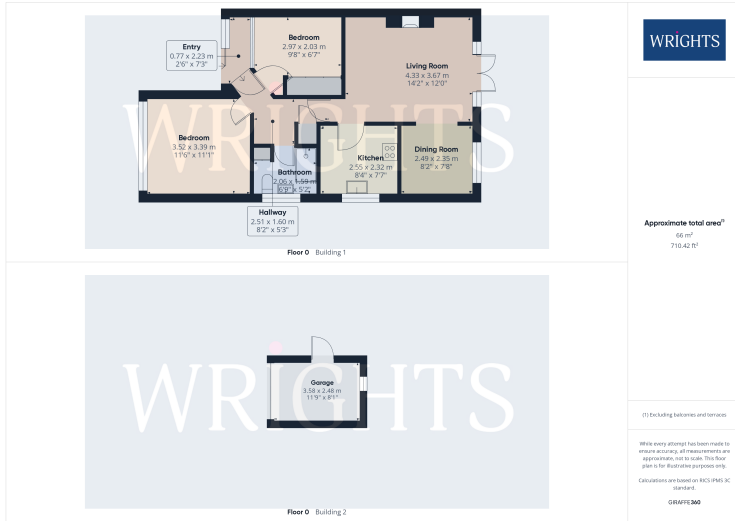 Entry
0.77 x 2.23 m
2'6" x 7'3"
Bedroom
2.97 x 2.03 m
9'8" x 6'7"
Living Room
4.33 x 3.67 m
14'2" x 12'0"
Bedroom
3.52 x 3.39 m
11'6" x 11'1"
Bathroom
2.06 x 1.59 m
6'9" x 5'2"
Kitchen
2.55 x 2.32 m
8'4" x 7'7"
Dining Room
2.49 x 2.35 m
8'2" x 7'8"
Hallway
2.51 x 1.60 m
8'2" x 5'3"
WRIGHTS
Floor 0 Building 1
Garage
3.58 x 2.48 m
11'9" x 8'1"
WRIGHTS
Floor 0 Building 2
WRIGHTS
Approximate total area(1)
66 m²
710.42 ft²
(1) Excluding balconies and terraces
While every attempt has been made to
ensure accuracy, all measurements are
approximate, not to scale. This floor
plan is for illustrative purposes only.
Calculations are based on RICS IPMS 3C
standard.
GIRAFFE360